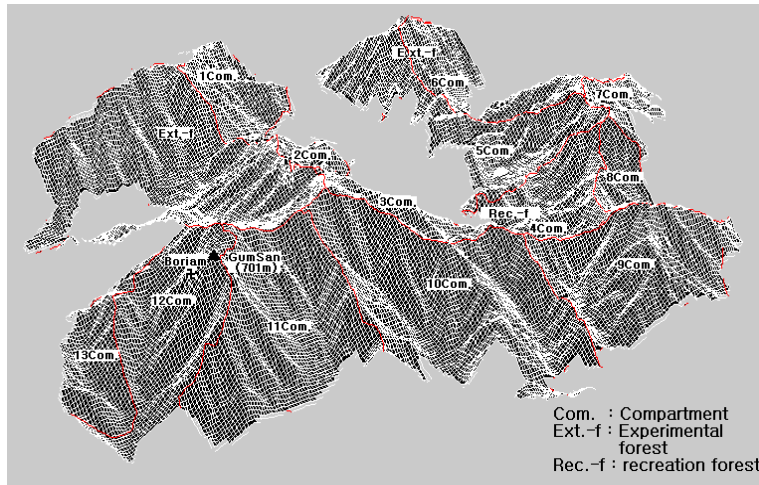 Ext.-f
6Com.
1Com.
7Com.
Ext.-f
2Com.
5Com.
8Com.
3Com.
Rec.-f
4Com.
Boriam
卍
GumSan
(701m)
9Com.
12Com.
10Com.
11Com.
13Com.
Com. : Compartment
Ext.-f : Experimental
forest
Rec.-f : recreation forest